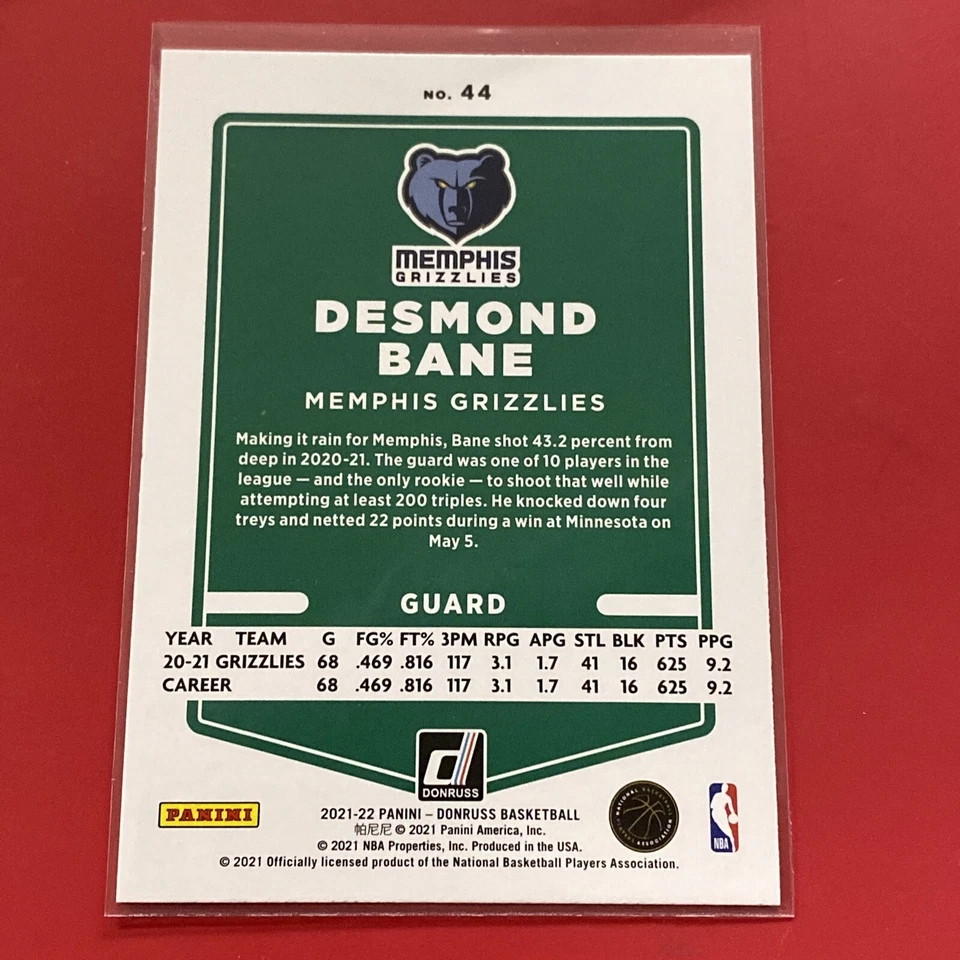 NO. 44
MEMPHIS
GRIZZLIES
DESMOND
BANE
MEMPHIS GRIZZLIES
Making it rain for Memphis, Bane shot 43.2 percent from
deep in 2020-21. The guard was one of 10 players in the
league — and the only rookie — to shoot that well while
attempting at least 200 triples. He knocked down four
treys and netted 22 points during a win at Minnesota on
May 5.
GUARD
YEAR TEAM G FG% FT% 3PM RPG APG STL BLK PTS PPG
20-21 GRIZZLIES 68 .469 .816 117 3.1 1.7 41 16 625 9.2
CAREER 68 .469 .816 117 3.1 1.7 41 16 625 9.2
d
DONRUSS
PANINI
2021-22 PANINI – DONRUSS BASKETBALL
帕尼尼 © 2021 Panini America, Inc.
© 2021 NBA Properties, Inc. Produced in the USA.
© 2021 Officially licensed product of the National Basketball Players Association.
NATIONAL BASKETBALL
PLAYERS ASSOCIATION
NBA